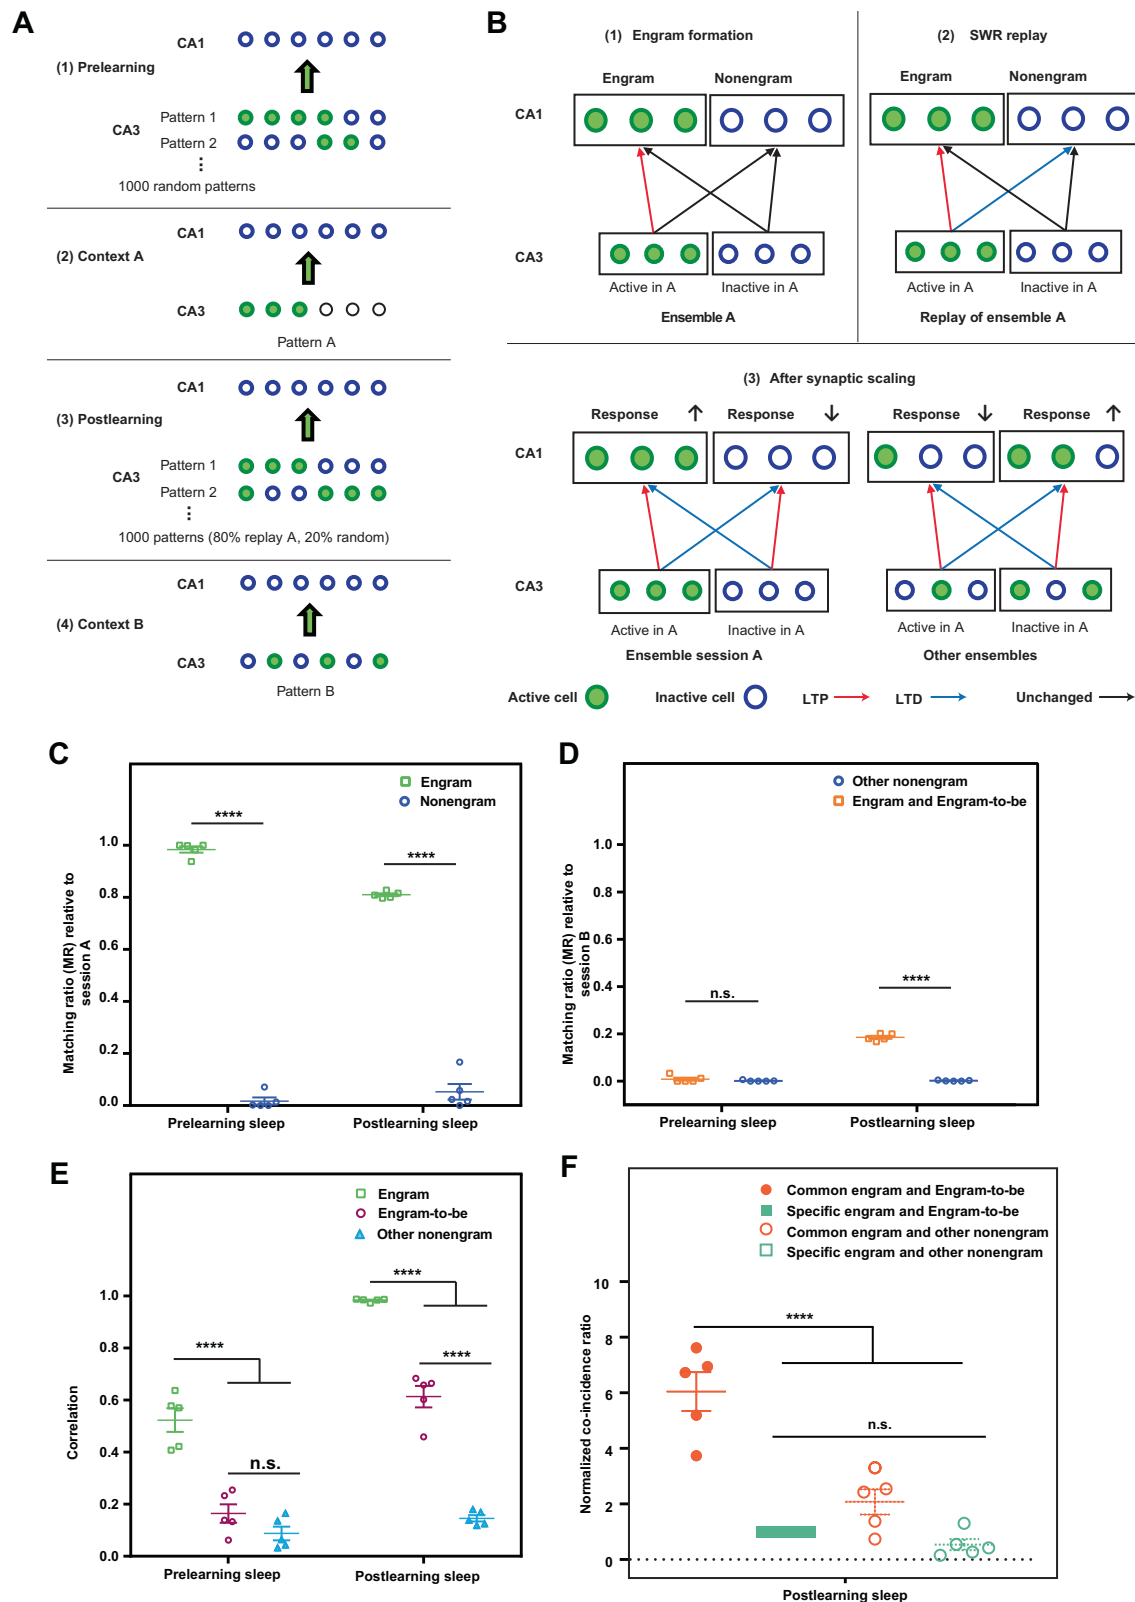 A
CA1
(1) Prelearning
Pattern 1
CA3
Pattern 2
1000 random patterns
CA1
(2) Context A
CA3
Pattern A
CA1
(3) Postlearning
Pattern 1
CA3
Pattern 2
1000 patterns (80% replay A, 20% random)
CA1
(4) Context B
CA3
Pattern B
B
(1) Engram formation
Engram Nonengram
CA1
CA3
Active in A Inactive in A
Ensemble A
(2) SWR replay
Engram Nonengram
Active in A Inactive in A
Replay of ensemble A
(3) After synaptic scaling
Response ↑ Response ↓ Response ↓ Response ↑
CA1
CA3
Active in A Inactive in A Active in A Inactive in A
Ensemble session A Other ensembles
Active cell Inactive cell LTP LTD Unchanged
C
Engram
Nonengram
****
****
1.0
0.8
0.6
0.4
0.2
0.0
Matching ratio (MR) relative to
session A
Prelearning sleep Postlearning sleep
D
Other nonengram
Engram and Engram-to-be
n.s.
****
1.0
0.8
0.6
0.4
0.2
0.0
Matching ratio (MR) relative to
session B
Prelearning sleep Postlearning sleep
E
Engram
Engram-to-be
Other nonengram
****
****
****
n.s.
1.0
0.8
0.6
0.4
0.2
0.0
Correlation
Prelearning sleep Postlearning sleep
F
Common engram and Engram-to-be
Specific engram and Engram-to-be
Common engram and other nonengram
Specific engram and other nonengram
****
n.s.
10
8
6
4
2
0
Normalized co-incidence ratio
Postlearning sleep